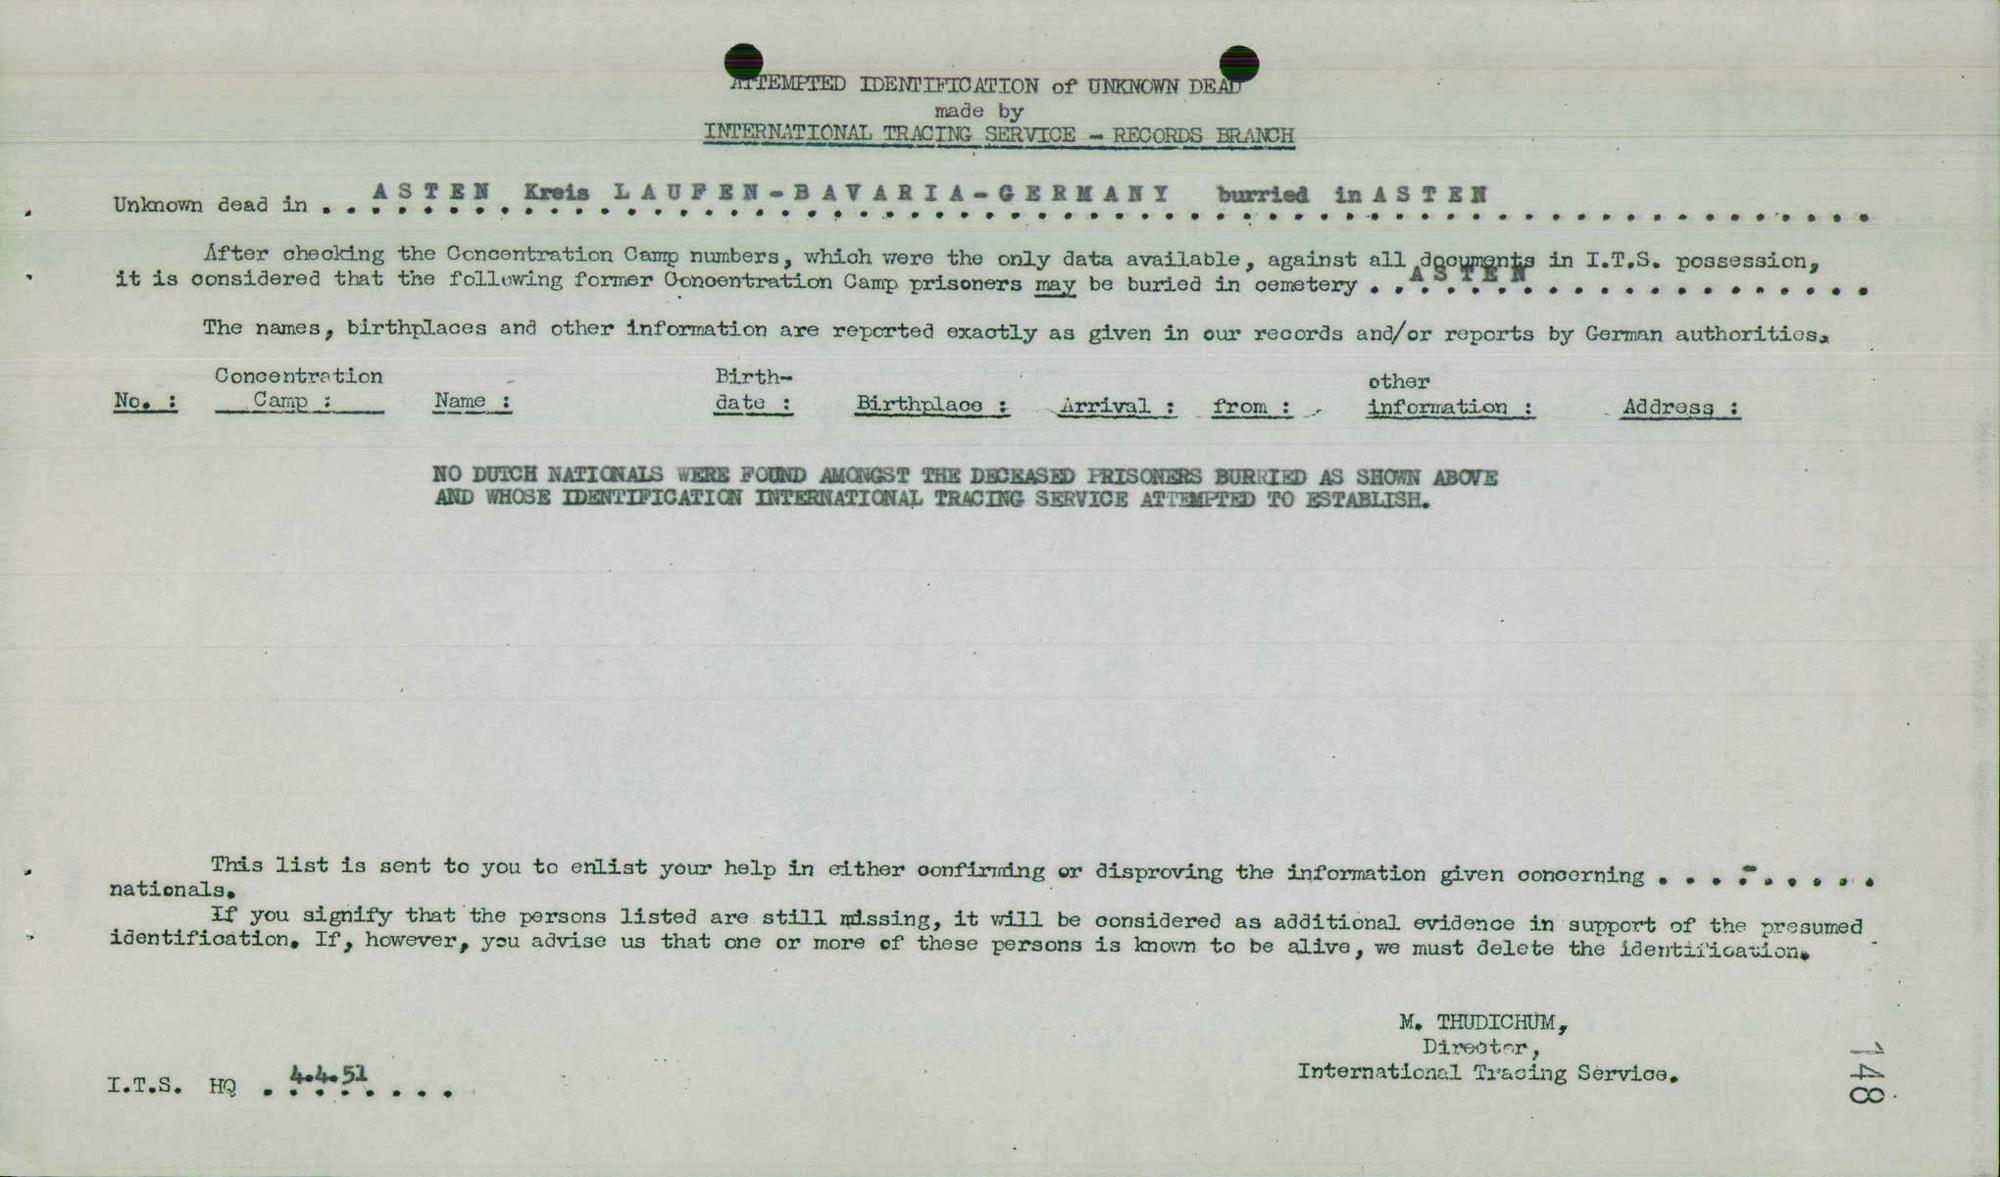 ATTEMPTED IDENTIFICATION of UNKNOWN DEAD
made by
INTERNATIONAL TRACING SERVICE - RECORDS BRANCH
Unknown dead in . . A S T E N Kreis L A U F E N - B A V A R I A - G E R M A N Y burried in A S T E N
After checking the Concentration Camp numbers, which were the only data available, against all documents in I.T.S. possession,
it is considered that the following former Concentration Camp prisoners may be buried in cemetery . . A S T E N . . . . . . . . . . . . .
The names, birthplaces and other information are reported exactly as given in our records and/or reports by German authorities.
No. : Concentration Camp : Name : Birth-date : Birthplace : Arrival : from : other information : Address :
NO DUTCH NATIONALS WERE FOUND AMONGST THE DECEASED PRISONERS BURRIED AS SHOWN ABOVE
AND WHOSE IDENTIFICATION INTERNATIONAL TRACING SERVICE ATTEMPTED TO ESTABLISH.
This list is sent to you to enlist your help in either confirming or disproving the information given concerning . . . - . . . . . .
nationals.
If you signify that the persons listed are still missing, it will be considered as additional evidence in support of the presumed
identification. If, however, you advise us that one or more of these persons is known to be alive, we must delete the identification.
M. THUDICHUM,
Director,
International Tracing Service.
I.T.S. HQ . 4.4.51 . . . .
148